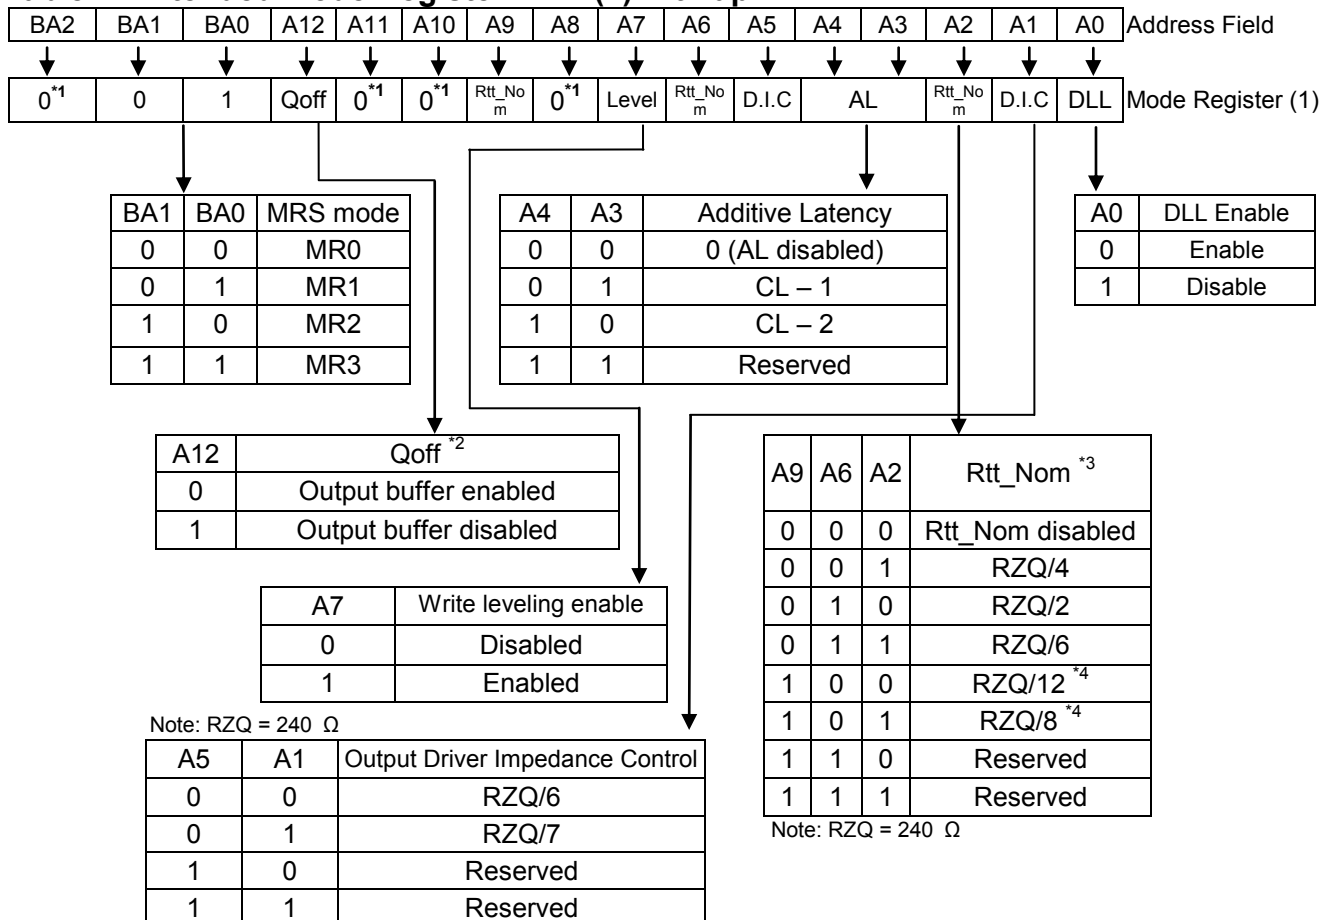 BA2 BA1 BA0 A12 A11 A10 A9 A8 A7 A6 A5 A4 A3 A2 A1 A0 Address Field
0*1 0 1 Qoff 0*1 0*1 Rtt_No 0*1 Level Rtt_No D.I.C AL Rtt_No D.I.C DLL Mode Register (1)
m m m
BA1 BA0 MRS mode
0 0 MR0
0 1 MR1
1 0 MR2
1 1 MR3
A4 A3 Additive Latency
0 0 0 (AL disabled)
0 1 CL – 1
1 0 CL – 2
1 1 Reserved
A0 DLL Enable
0 Enable
1 Disable
A12 Qoff *2
0 Output buffer enabled
1 Output buffer disabled
A9 A6 A2 Rtt_Nom *3
0 0 0 Rtt_Nom disabled
0 0 1 RZQ/4
0 1 0 RZQ/2
0 1 1 RZQ/6
1 0 0 RZQ/12 *4
1 0 1 RZQ/8 *4
1 1 0 Reserved
1 1 1 Reserved
Note: RZQ = 240 Ω
A7 Write leveling enable
0 Disabled
1 Enabled
Note: RZQ = 240 Ω
A5 A1 Output Driver Impedance Control
0 0 RZQ/6
0 1 RZQ/7
1 0 Reserved
1 1 Reserved